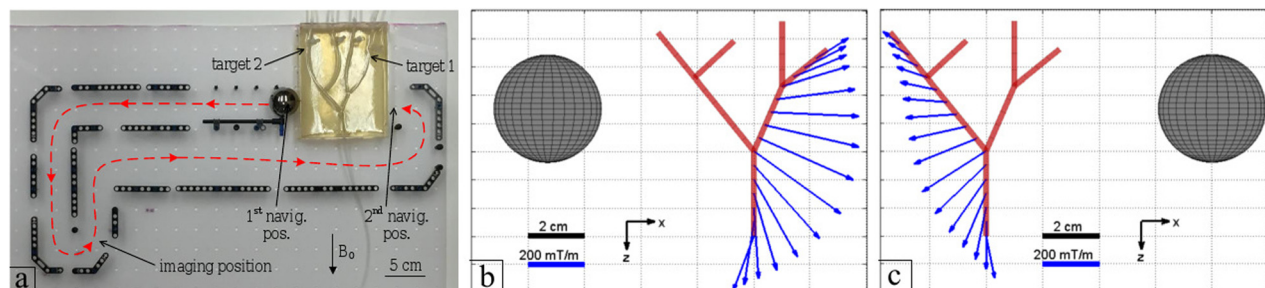 target 2
target 1
1st navig.
pos.
2nd navig.
pos.
imaging position
B0
5 cm
a
2 cm
200 mT/m
x
z
b
2 cm
200 mT/m
x
z
c